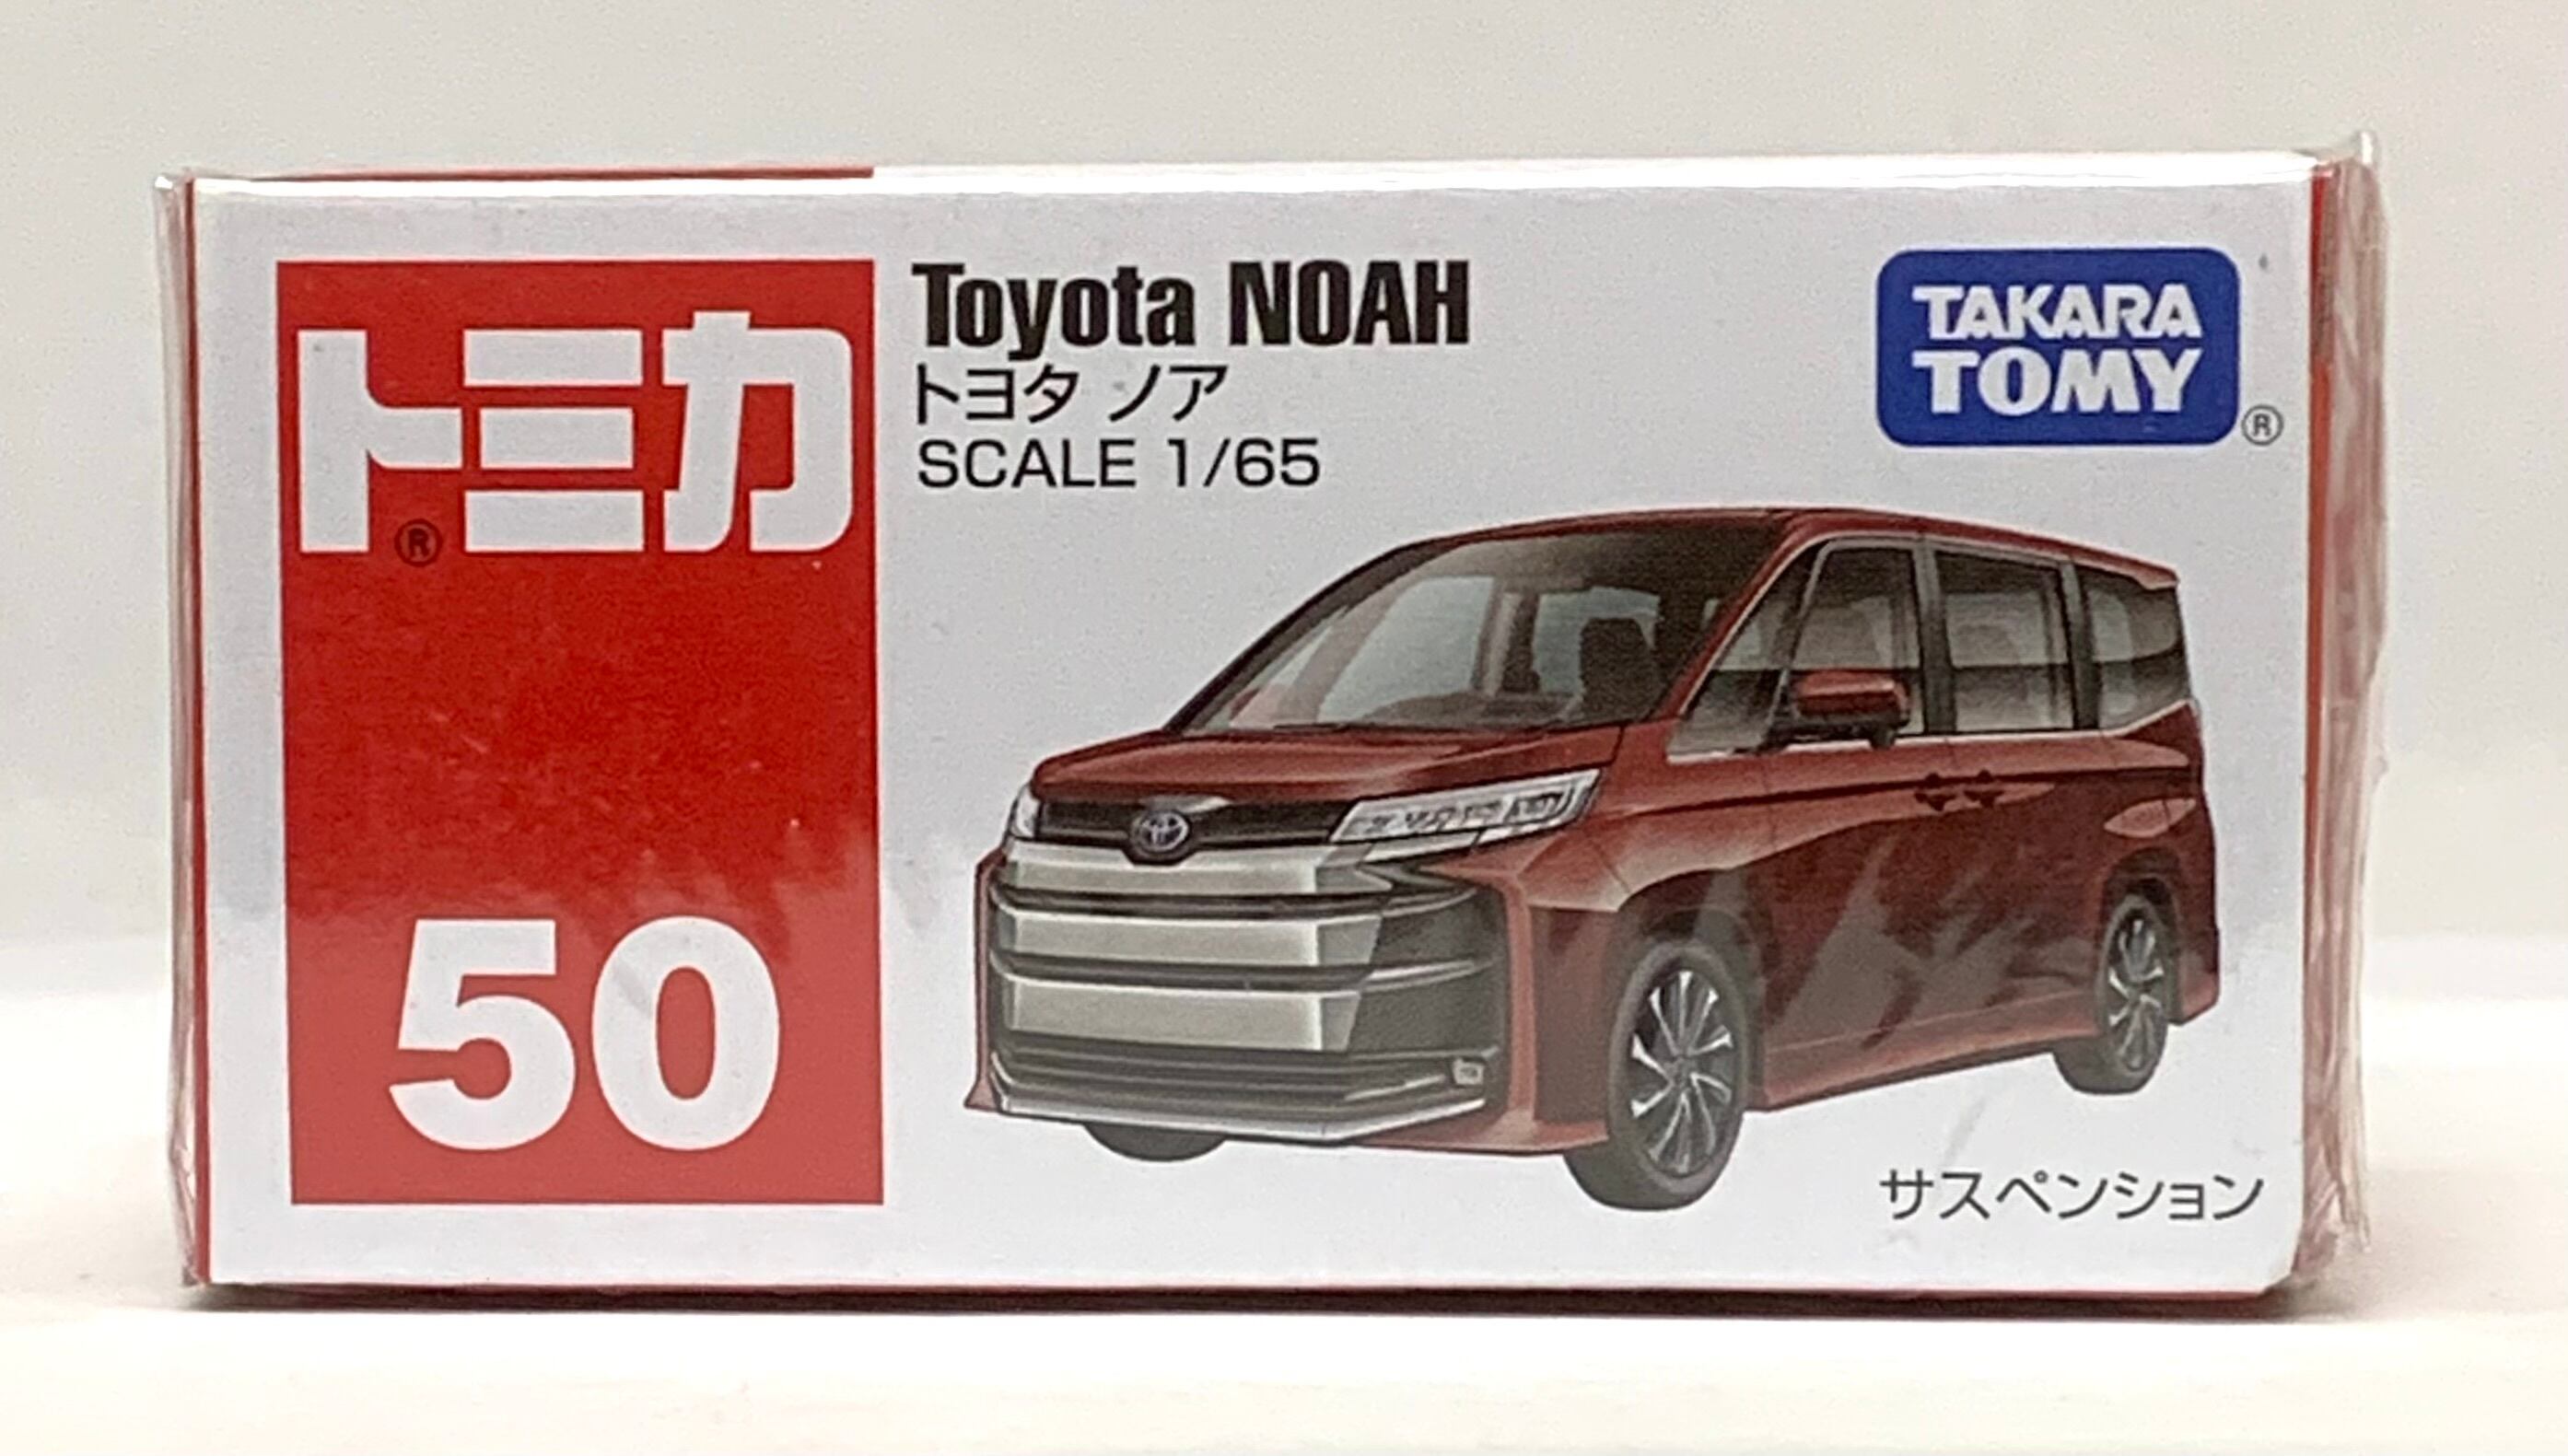 トミカ
®
50
Toyota NOAH
トヨタ ノア
SCALE 1/65
TAKARA
TOMY
®
サスペンション